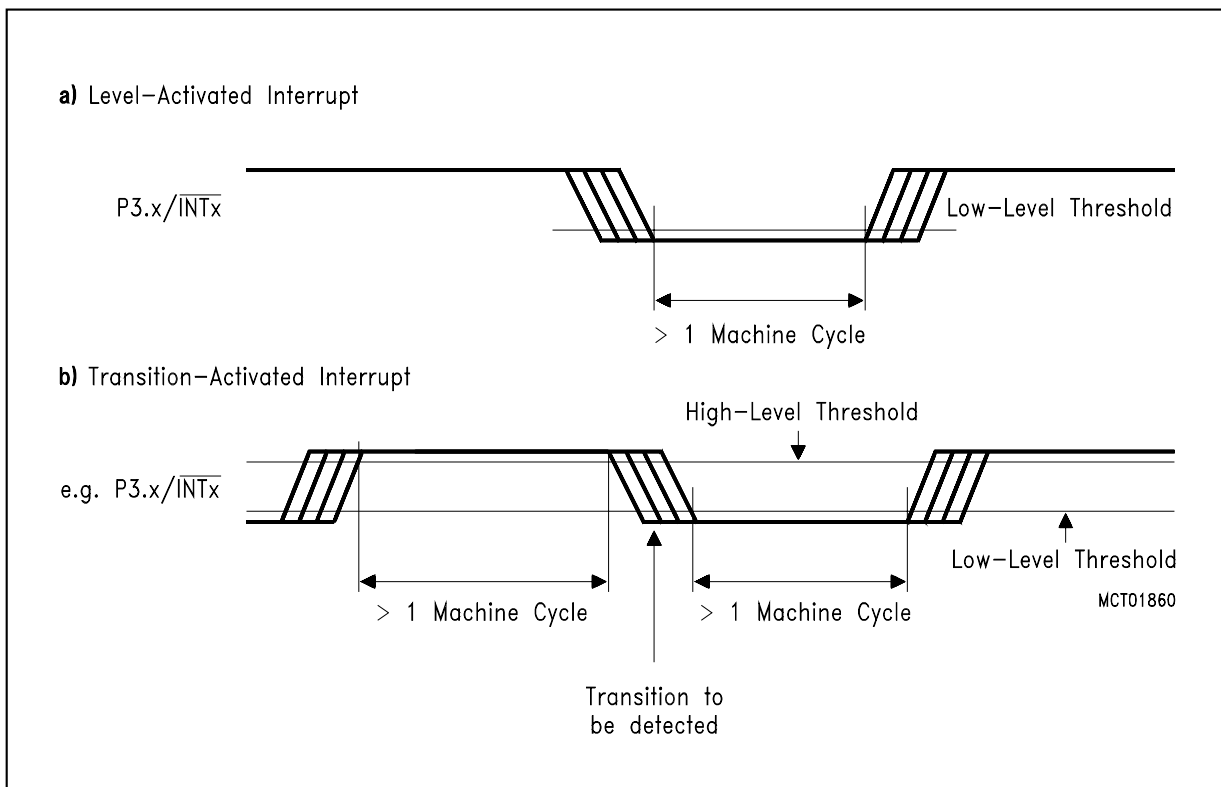 a) Level-Activated Interrupt
P3.x/INTx
Low-Level Threshold
> 1 Machine Cycle
b) Transition-Activated Interrupt
High-Level Threshold
e.g. P3.x/INTx
Low-Level Threshold
MCT01860
> 1 Machine Cycle
> 1 Machine Cycle
Transition to
be detected